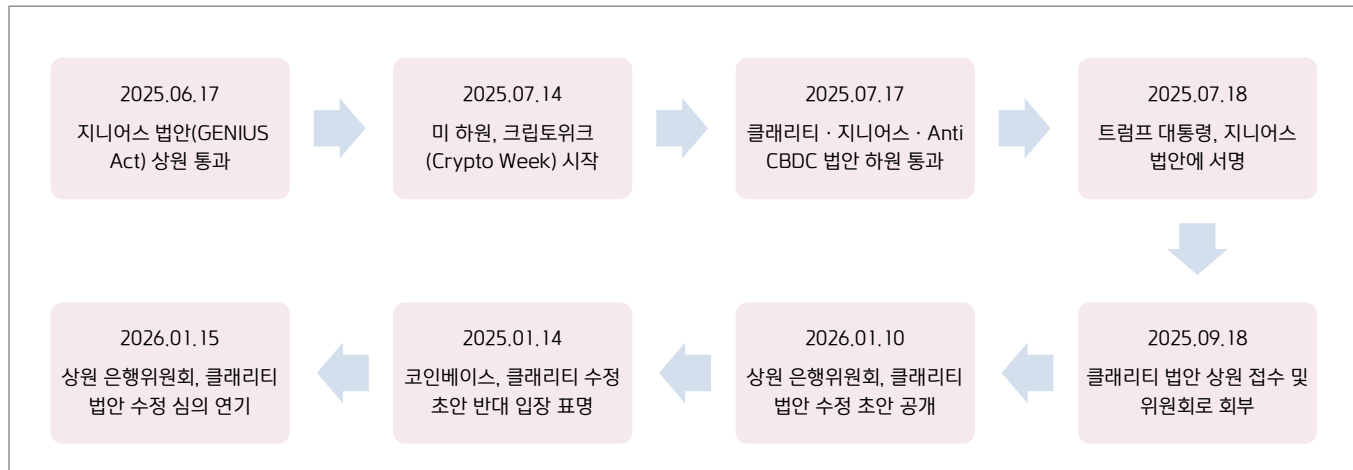 2025.06.17
지니어스 법안(GENIUS
Act) 상원 통과
2025.07.14
미 하원, 크립토위크
(Crypto Week) 시작
2025.07.17
클래리티 · 지니어스 · Anti
CBDC 법안 하원 통과
2025.07.18
트럼프 대통령, 지니어스
법안에 서명
2025.09.18
클래리티 법안 상원 접수 및
위원회로 회부
2026.01.10
상원 은행위원회, 클래리티
법안 수정 초안 공개
2025.01.14
코인베이스, 클래리티 수정
초안 반대 입장 표명
2026.01.15
상원 은행위원회, 클래리티
법안 수정 심의 연기